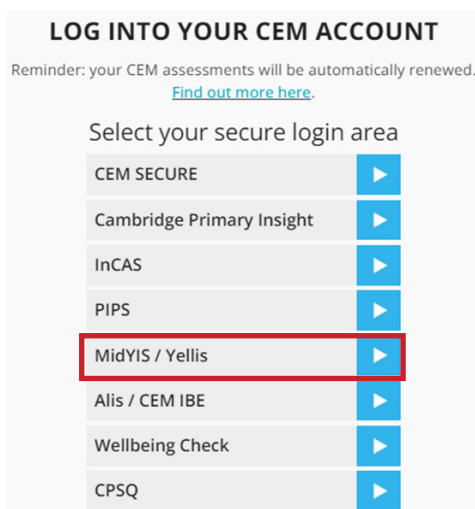 LOG INTO YOUR CEM ACCOUNT
Reminder: your CEM assessments will be automatically renewed.
Find out more here.
Select your secure login area
CEM SECURE
Cambridge Primary Insight
InCAS
PIPS
MidYIS / Yellis
Alis / CEM IBE
Wellbeing Check
CPSQ